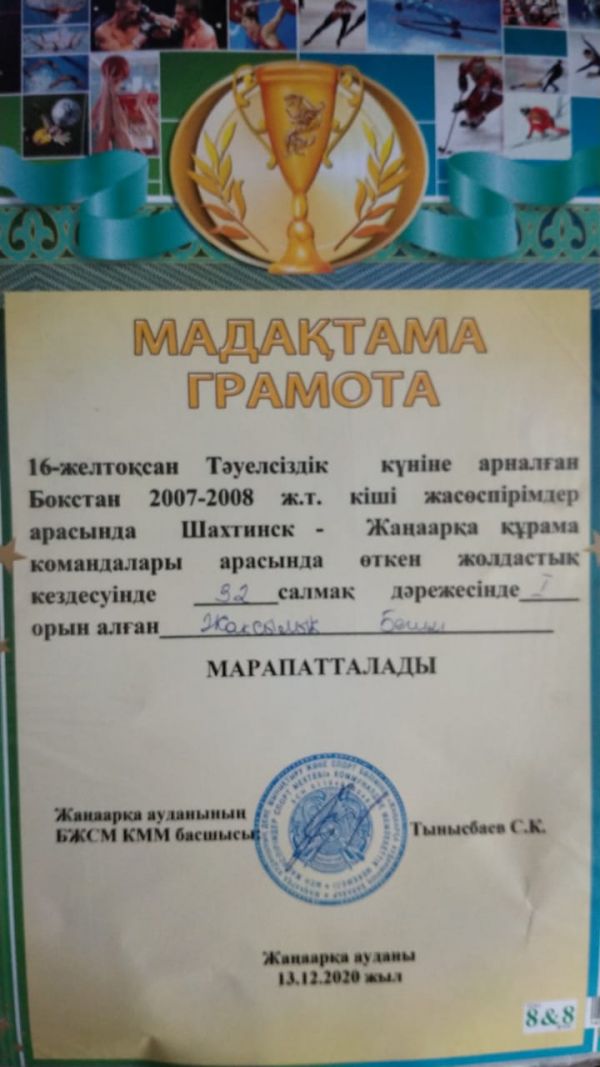 МАДАҚТАМА
ГРАМОТА
16-желтоқсан Тәуелсіздік күніне арналған
Бокстан 2007-2008 ж.т. кіші жасөспірімдер
арасында Шахтинск - Жаңаарқа құрама
командалары арасында өткен жолдастық
кездесуінде 32 салмақ дәрежесінде I
орын алған Жақсылық
МАРАПАТТАЛАДЫ
Жаңаарқа ауданының
БЖСМ КММ басшысы:
Тынысбаев С.К.
Жаңаарқа ауданы
13.12.2020 жыл
8&8